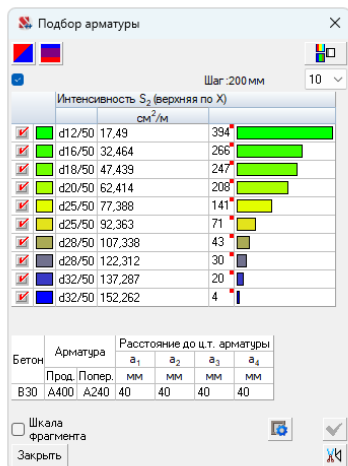 Подбор арматуры
Шаг :200 мм 10
Интенсивность S2 (верхняя по X)
см2/м
d12/50 17,49 394
d16/50 32,464 266
d18/50 47,439 247
d20/50 62,414 208
d25/50 77,388 141
d25/50 92,363 71
d28/50 107,338 43
d28/50 122,312 30
d32/50 137,287 20
d32/50 152,262 4
Бетон Арматура Расстояние до ц.т. арматуры
a1 a2 a3 a4
Прод. Попер. мм мм мм мм
B30 A400 A240 40 40 40 40
Шкала
фрагмента
Закрыть